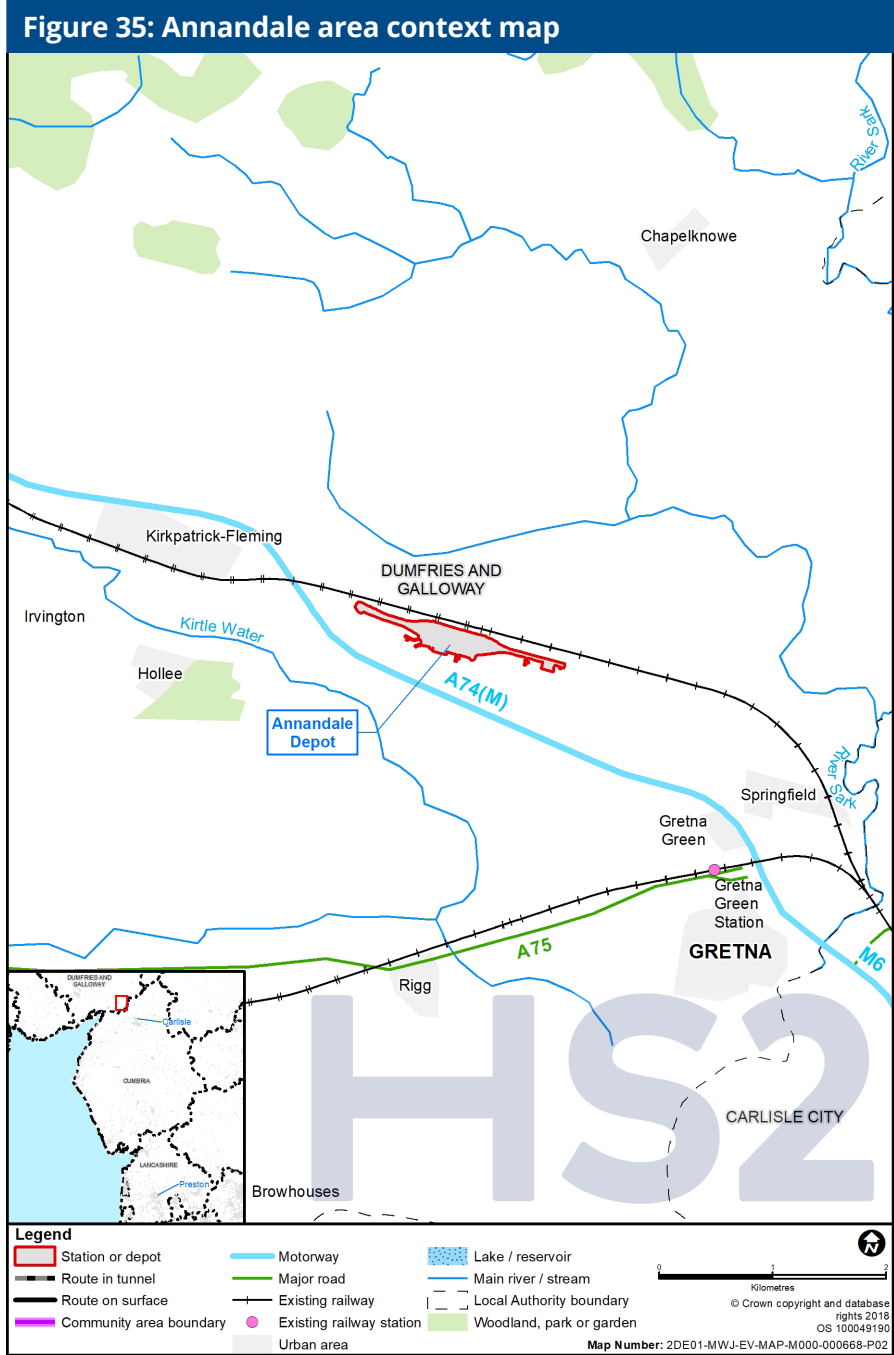 Figure 35: Annandale area context map
River Sark
Chapelknowe
Kirkpatrick-Fleming
DUMFRIES AND
GALLOWAY
Irvington
Kirtle Water
Hollee
A74(M)
Annandale
Depot
River
Sark
Springfield
Gretna
Green
Gretna
Green
Station
GRETNA
A75
M6
Rigg
HS2
CARLISLE CITY
Browhouses
DUMFRIES AND
GALLOWAY
Carlisle
CUMBRIA
LANCASHIRE
Preston
Legend
Station or depot
Route in tunnel
Route on surface
Community area boundary
Motorway
Major road
Existing railway
Existing railway station
Urban area
Lake / reservoir
Main river / stream
Local Authority boundary
Woodland, park or garden
N
0 1 2
Kilometres
© Crown copyright and database
rights 2018
OS 100049190
Map Number: 2DE01-MWJ-EV-MAP-M000-000668-P02